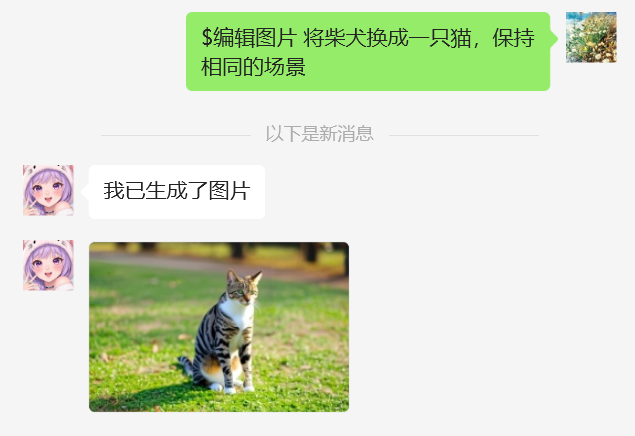 $编辑图片 将柴犬换成一只猫，保持
相同的场景
以下是新消息
我已生成了图片